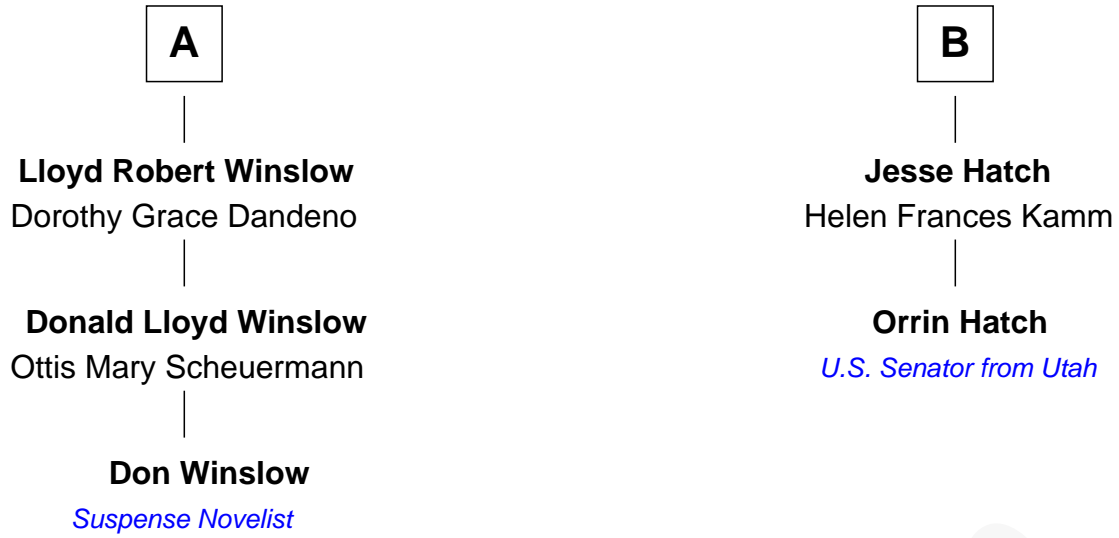 A
Lloyd Robert Winslow
Dorothy Grace Dandeno
Donald Lloyd Winslow
Ottis Mary Scheuermann
Don Winslow
Suspense Novelist
B
Jesse Hatch
Helen Frances Kamm
Orrin Hatch
U.S. Senator from Utah